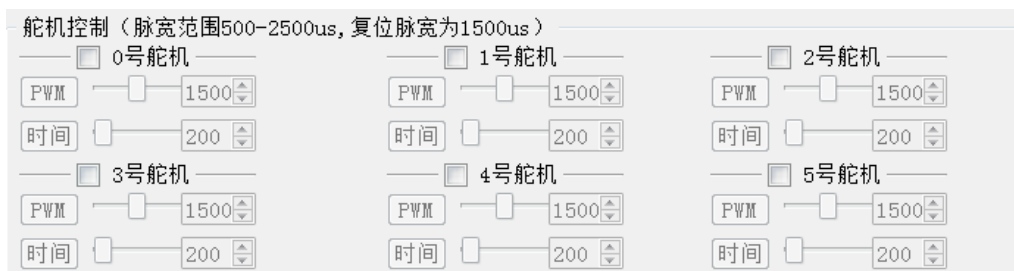 舵机控制（脉宽范围500-2500us,复位脉宽为1500us）
0号舵机 1号舵机 2号舵机
PWM 1500 PWM 1500 PWM 1500
时间 200 时间 200 时间 200
3号舵机 4号舵机 5号舵机
PWM 1500 PWM 1500 PWM 1500
时间 200 时间 200 时间 200